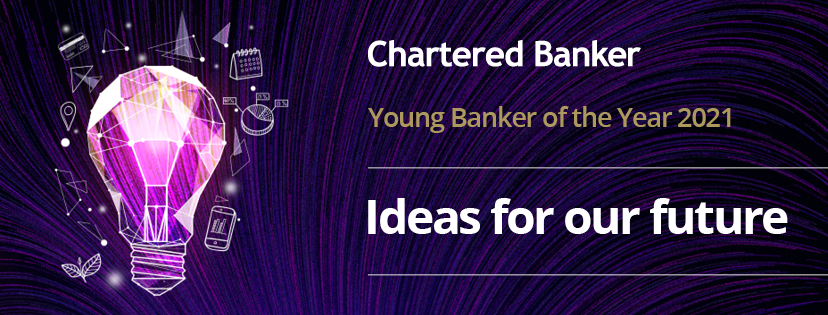 Chartered Banker
Young Banker of the Year 2021
Ideas for our future